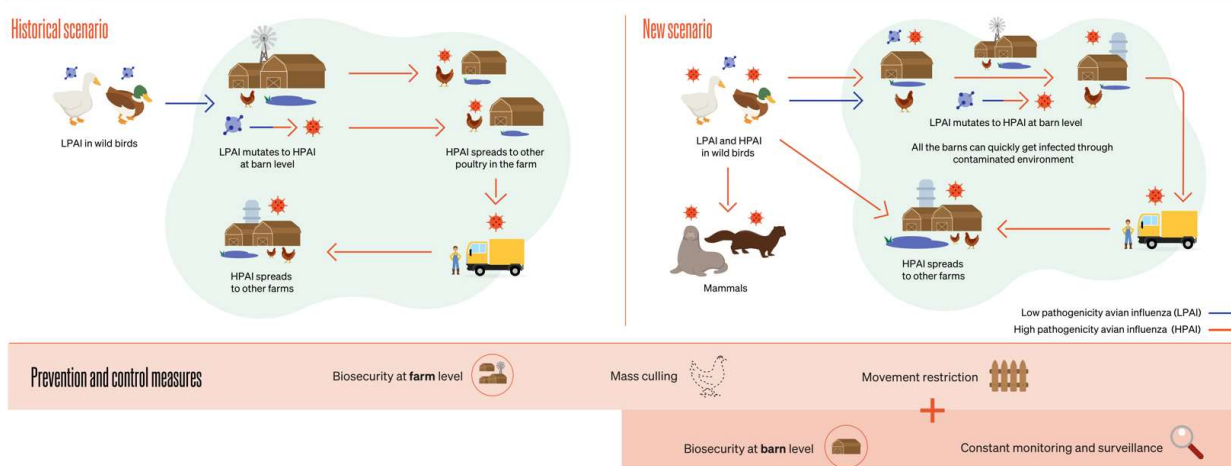 Historical scenario
LPAI in wild birds
LPAI mutates to HPAI
at barn level
HPAI spreads to other
poultry in the farm
HPAI spreads
to other farms
New scenario
LPAI and HPAI
in wild birds
LPAI mutates to HPAI at barn level
All the barns can quickly get infected through
contaminated environment
Mammals
HPAI spreads
to other farms
Low pathogenicity avian influenza (LPAI)
High pathogenicity avian influenza (HPAI)
Prevention and control measures
Biosecurity at farm level
Mass culling
Movement restriction
+
Biosecurity at barn level
Constant monitoring and surveillance